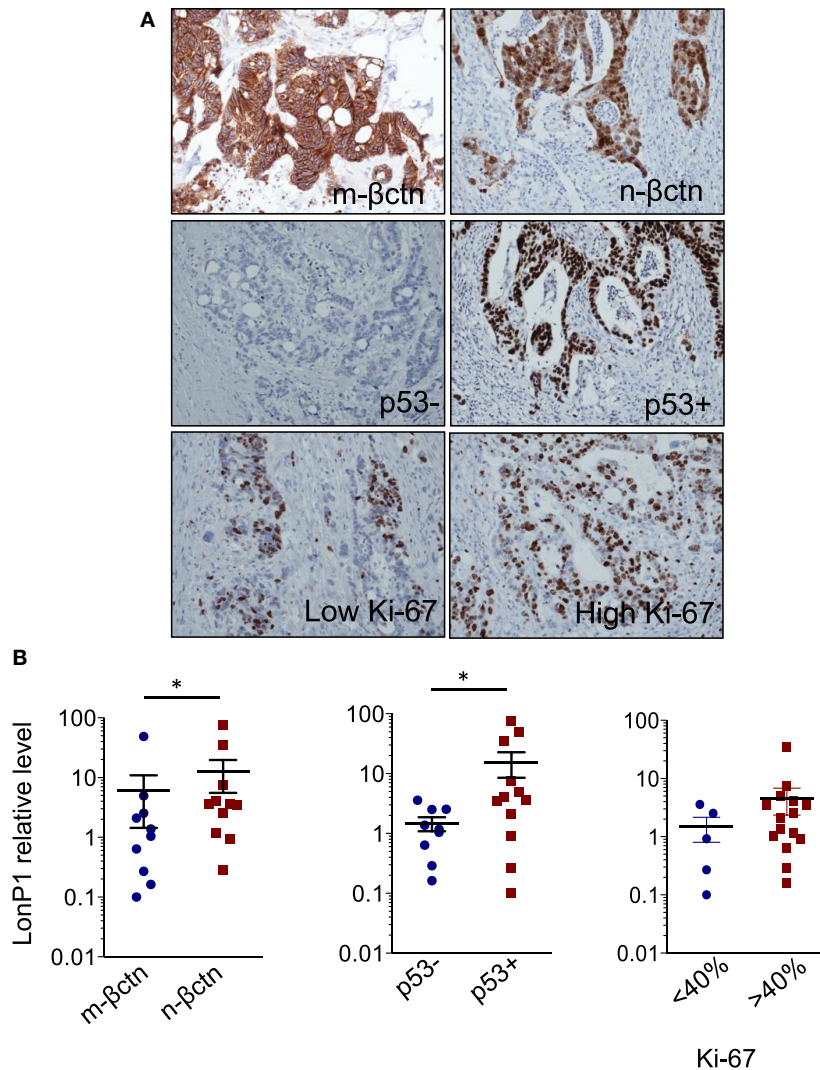 A
m-βctn
n-βctn
p53-
p53+
Low Ki-67
High Ki-67
B
*
*
LonP1 relative level
100
10
1
0.1
0.01
m-βctn
n-βctn
100
10
1
0.1
0.01
p53-
p53+
100
10
1
0.1
0.01
<40%
>40%
Ki-67